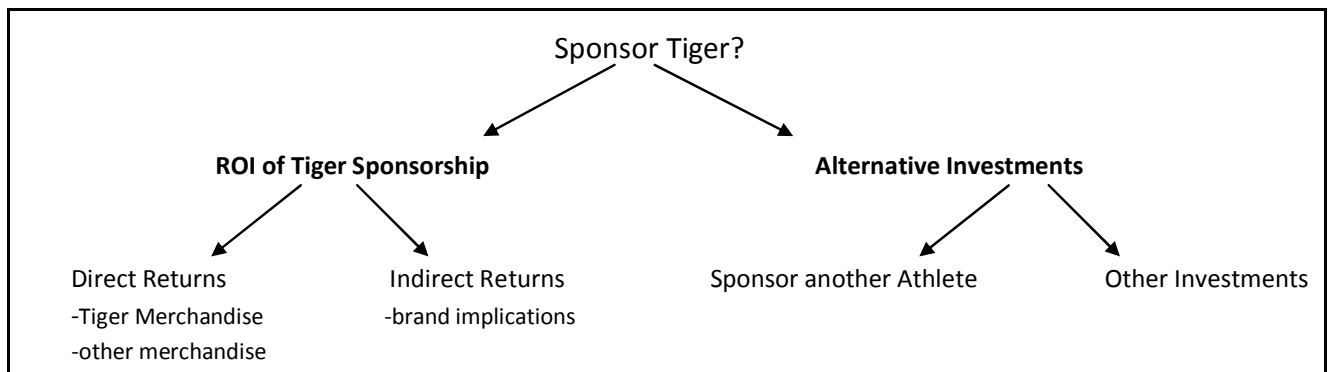 Sponsor Tiger?
ROI of Tiger Sponsorship
Alternative Investments
Direct Returns
-Tiger Merchandise
-other merchandise
Indirect Returns
-brand implications
Sponsor another Athlete
Other Investments